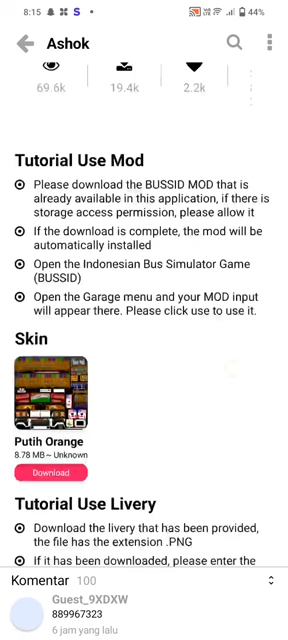 8:15
44%
Ashok
69.6k
19.4k
2.2k
Tutorial Use Mod
Please download the BUSSID MOD that is
already available in this application, if there is
storage access permission, please allow it
If the download is complete, the mod will be
automatically installed
Open the Indonesian Bus Simulator Game
(BUSSID)
Open the Garage menu and your MOD input
will appear there. Please click use to use it.
Skin
Putih Orange
8.78 MB ~ Unknown
Download
Tutorial Use Livery
Download the livery that has been provided,
the file has the extension .PNG
If it has been downloaded, please enter the
Komentar 100
Guest_9XDXW
889967323
6 jam yang lalu